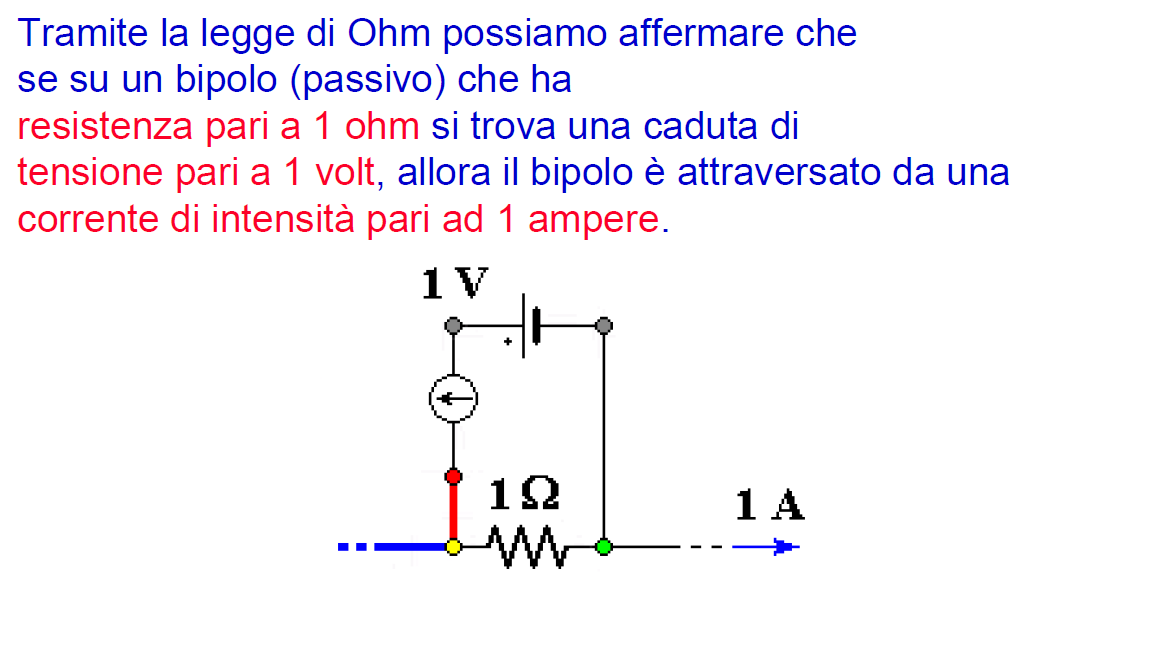 Tramite la legge di Ohm possiamo affermare che
se su un bipolo (passivo) che ha
resistenza pari a 1 ohm si trova una caduta di
tensione pari a 1 volt, allora il bipolo è attraversato da una
corrente di intensità pari ad 1 ampere.
1 V
+
1 Ω
1 A